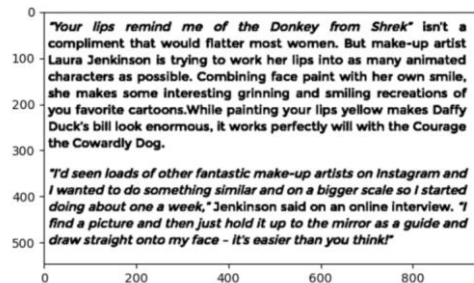 "Your lips remind me of the Donkey from Shrek" isn't a
compliment that would flatter most women. But make-up artist
Laura Jenkinson is trying to work her lips into as many animated
characters as possible. Combining face paint with her own smile,
she makes some interesting grinning and smiling recreations of
you favorite cartoons.While painting your lips yellow makes Daffy
Duck's bill look enormous, it works perfectly will with the Courage
the Cowardly Dog.
"I'd seen loads of other fantastic make-up artists on Instagram and
I wanted to do something similar and on a bigger scale so I started
doing about one a week," Jenkinson said on an online interview. "I
find a picture and then just hold it up to the mirror as a guide and
draw straight onto my face – it's easier than you think!"
0
100
200
300
400
500
0 200 400 600 800